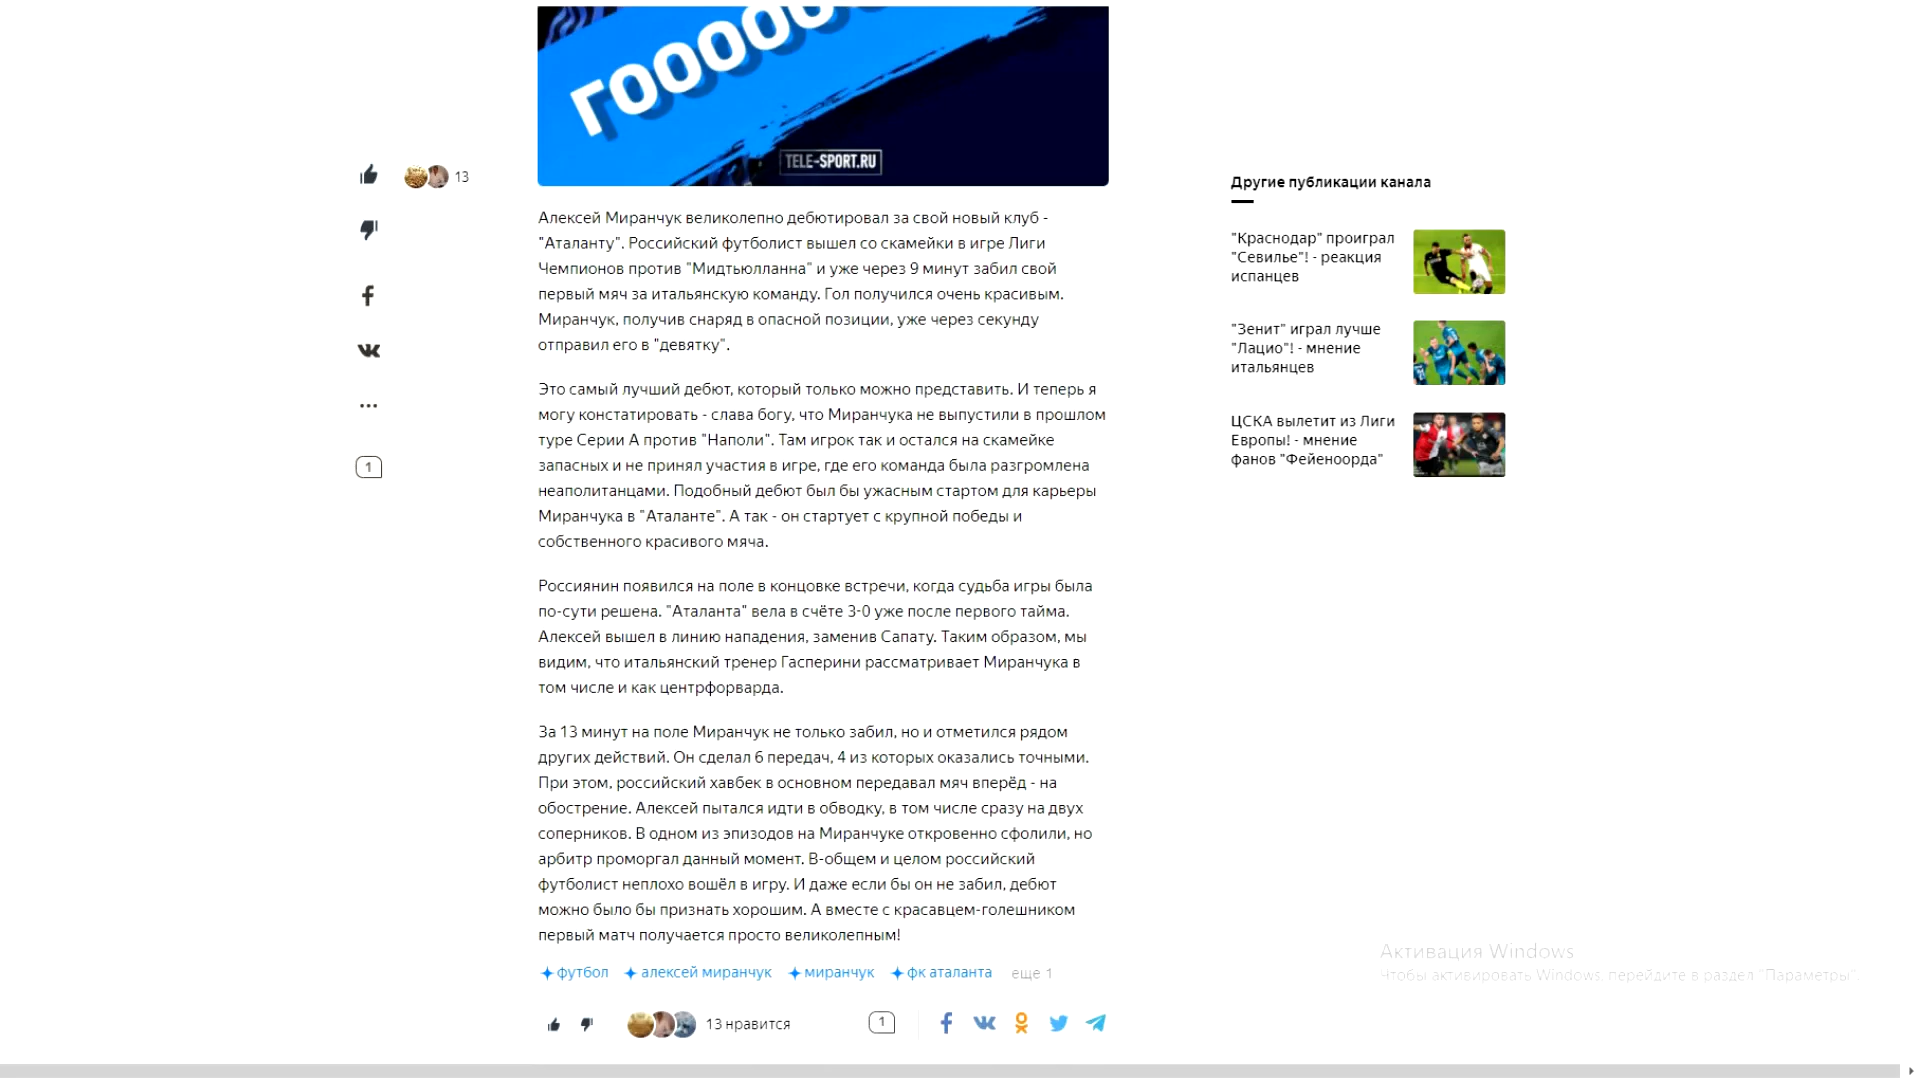 ГООООО
TELE-SPORT.RU
13
Алексей Миранчук великолепно дебютировал за свой новый клуб -
"Аталанту". Российский футболист вышел со скамейки в игре Лиги
Чемпионов против "Мидтьюлланна" и уже через 9 минут забил свой
первый мяч за итальянскую команду. Гол получился очень красивым.
Миранчук, получив снаряд в опасной позиции, уже через секунду
отправил его в "девятку".
Это самый лучший дебют, который только можно представить. И теперь я
могу констатировать - слава богу, что Миранчука не выпустили в прошлом
туре Серии А против "Наполи". Там игрок так и остался на скамейке
запасных и не принял участия в игре, где его команда была разгромлена
неаполитанцами. Подобный дебют был бы ужасным стартом для карьеры
Миранчука в "Аталанте". А так - он стартует с крупной победы и
собственного красивого мяча.
Россиянин появился на поле в концовке встречи, когда судьба игры была
по-сути решена. "Аталанта" вела в счёте 3-0 уже после первого тайма.
Алексей вышел в линию нападения, заменив Сапату. Таким образом, мы
видим, что итальянский тренер Гасперини рассматривает Миранчука в
том числе и как центрфорварда.
За 13 минут на поле Миранчук не только забил, но и отметился рядом
других действий. Он сделал 6 передач, 4 из которых оказались точными.
При этом, российский хавбек в основном передавал мяч вперёд - на
обострение. Алексей пытался идти в обводку, в том числе сразу на двух
соперников. В одном из эпизодов на Миранчуке откровенно сфолили, но
арбитр проморгал данный момент. В-общем и целом российский
футболист неплохо вошёл в игру. И даже если бы он не забил, дебют
можно было бы признать хорошим. А вместе с красавцем-голешником
первый матч получается просто великолепным!
футбол алексей миранчук миранчук фк аталанта еще 1
13 нравится
1
1
Другие публикации канала
"Краснодар" проиграл
"Севилье"! - реакция
испанцев
"Зенит" играл лучше
"Лацио"! - мнение
итальянцев
ЦСКА вылетит из Лиги
Европы! - мнение
фанов "Фейеноорда"
Активация Windows
Чтобы активировать Windows, перейдите в раздел "Параметры".